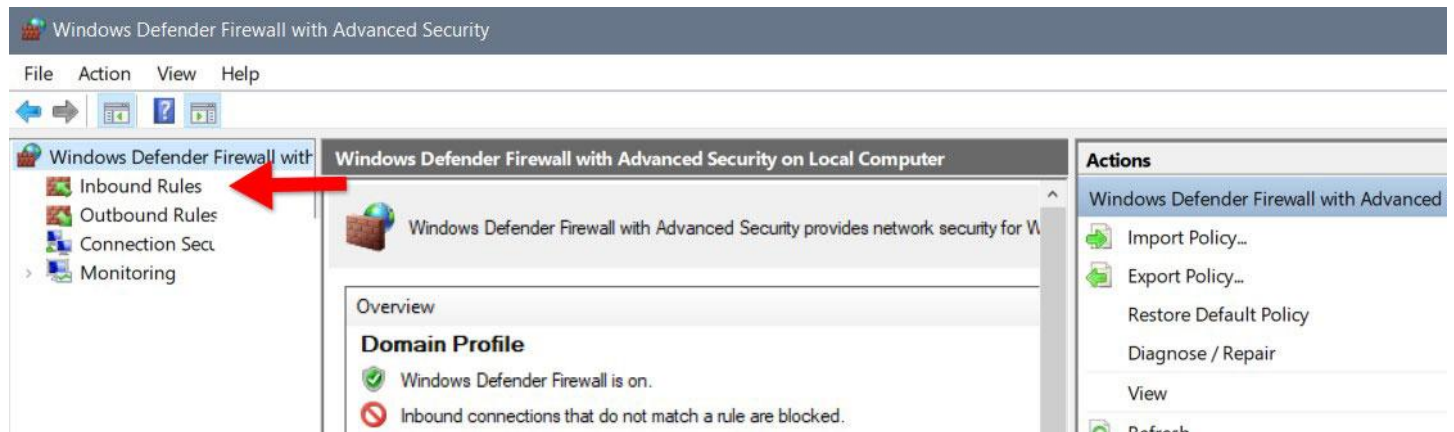 Windows Defender Firewall with Advanced Security
File Action View Help
Windows Defender Firewall with
Inbound Rules
Outbound Rules
Connection Secu
Monitoring
Windows Defender Firewall with Advanced Security on Local Computer
Windows Defender Firewall with Advanced Security provides network security for W
Overview
Domain Profile
Windows Defender Firewall is on.
Inbound connections that do not match a rule are blocked.
Actions
Windows Defender Firewall with Advanced
Import Policy...
Export Policy...
Restore Default Policy
Diagnose / Repair
View
Refresh